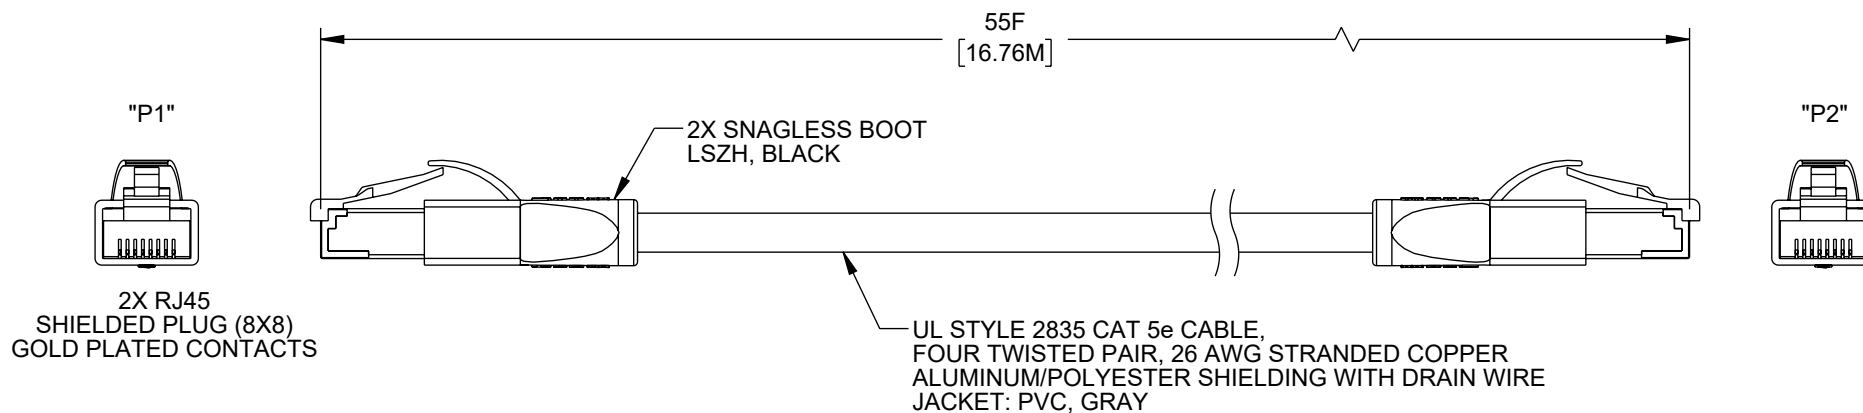 55F
[16.76M]
"P1"
"P2"
2X SNAGLESS BOOT
LSZH, BLACK
2X RJ45
SHIELDED PLUG (8X8)
GOLD PLATED CONTACTS
UL STYLE 2835 CAT 5e CABLE,
FOUR TWISTED PAIR, 26 AWG STRANDED COPPER
ALUMINUM/POLYESTER SHIELDING WITH DRAIN WIRE
JACKET: PVC, GRAY